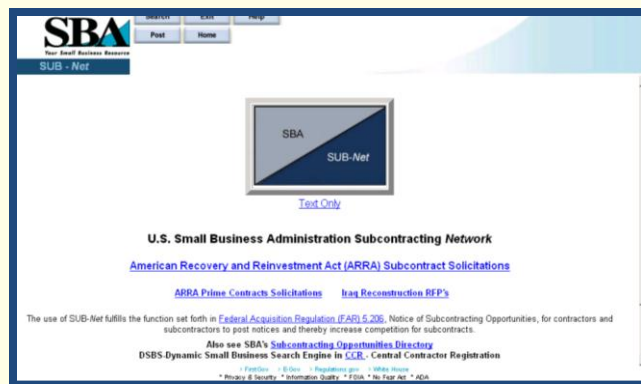 Search Exit Help
SBA
Post Home
Your Small Business Resource
SUB - Net
SBA
SUB-Net
Text Only
U.S. Small Business Administration Subcontracting Network
American Recovery and Reinvestment Act (ARRA) Subcontract Solicitations
ARRA Prime Contracts Solicitations Iraq Reconstruction RFP's
The use of SUB-Net fulfills the function set forth in Federal Acquisition Regulation (FAR) 5.206, Notice of Subcontracting Opportunities, for contractors and
subcontractors to post notices and thereby increase competition for subcontracts.
Also see SBA's Subcontracting Opportunities Directory
DSBS-Dynamic Small Business Search Engine in CCR - Central Contractor Registration
* FirstGov * E-Gov * Regulations.gov * White House
* Privacy & Security * Information Quality * FOIA * No Fear Act * ADA